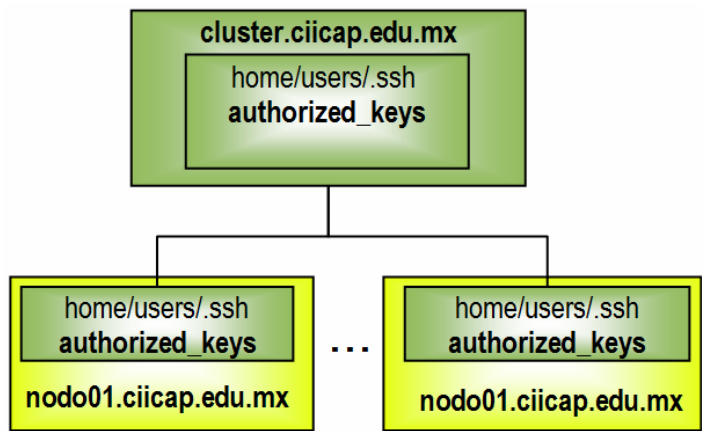 cluster.ciicap.edu.mx
home/users/.ssh
authorized_keys
home/users/.ssh
authorized_keys
nodo01.ciicap.edu.mx
...
home/users/.ssh
authorized_keys
nodo01.ciicap.edu.mx